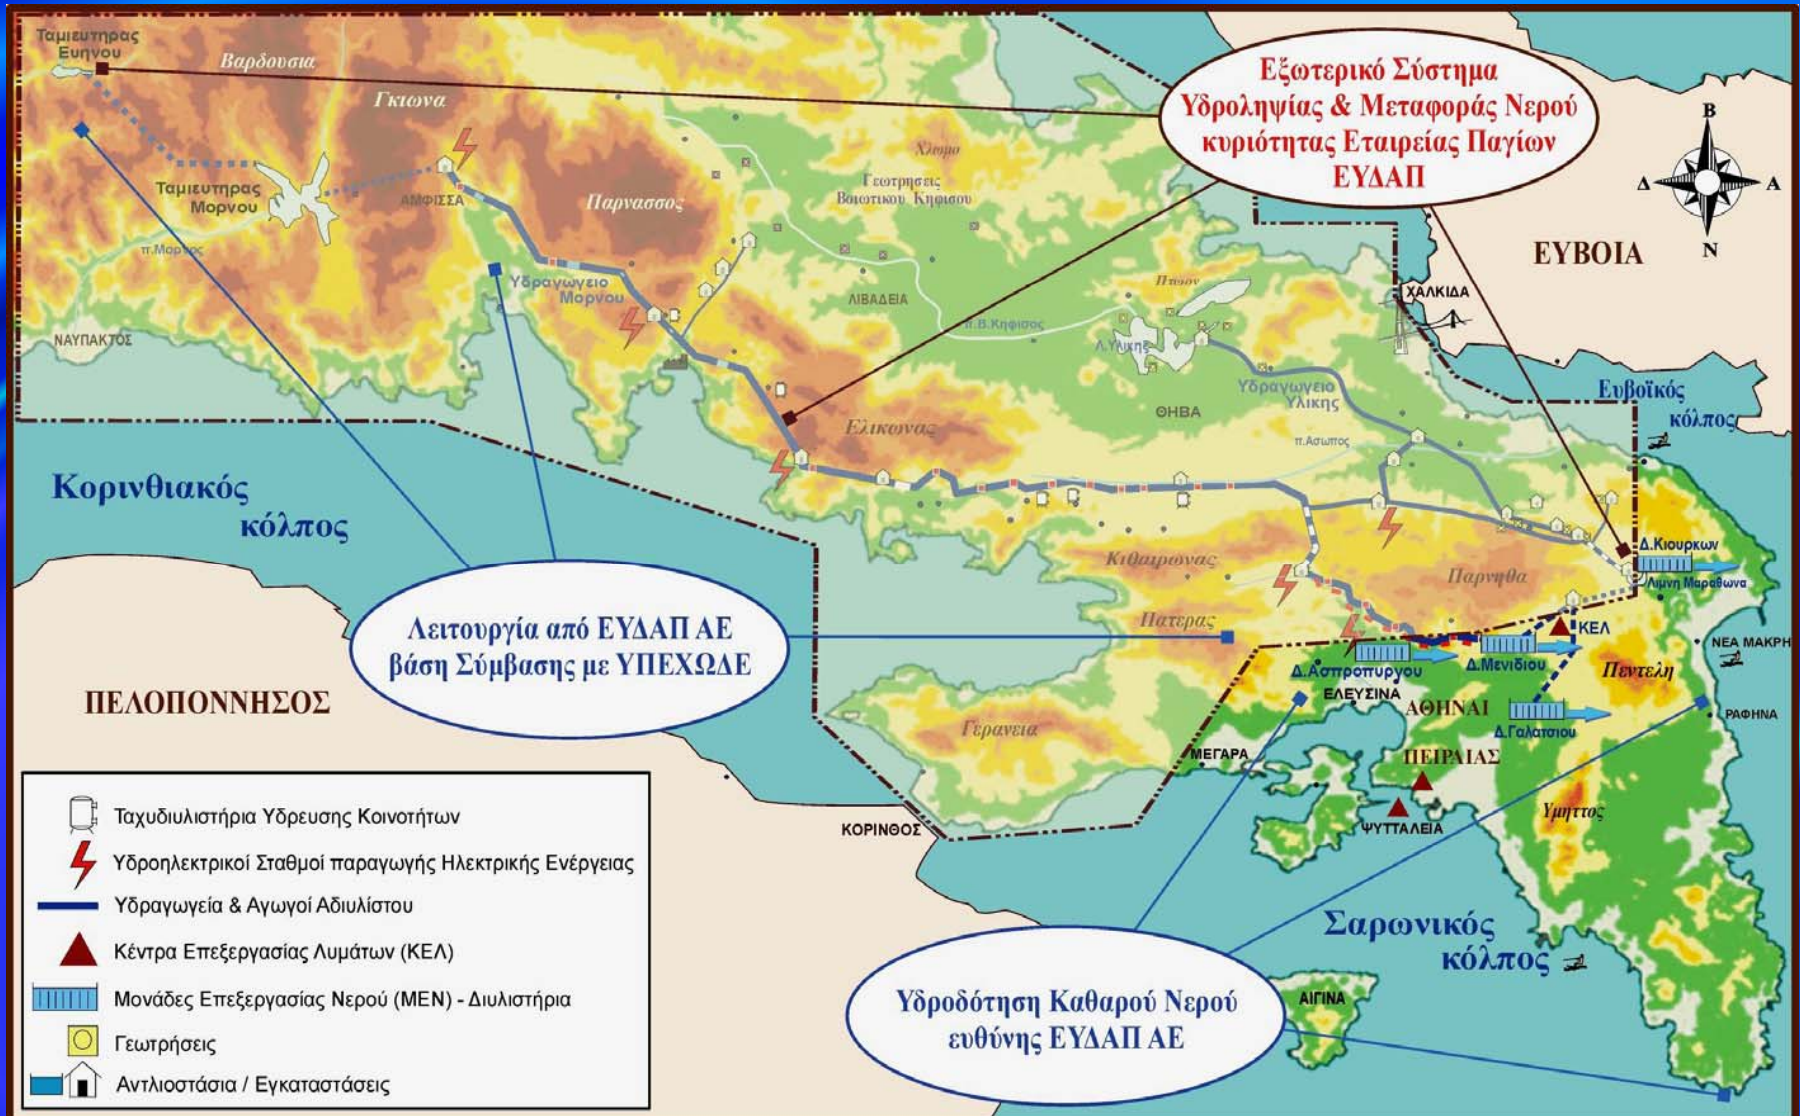 Ταμιευτηρας
Ευηνου
Βαρδουσια
Γκιωνα
Εξωτερικό Σύστημα
Υδροληψίας & Μεταφοράς Νερού
κυριότητας Εταιρείας Παγίων
ΕΥΔΑΠ
Β
Δ
Α
Ν
ΕΥΒΟΙΑ
Χλωμο
Γεωτρησεις
Βοιωτικου Κηφισου
Ταμιευτηρας
Μορνου
ΑΜΦΙΣΣΑ
Παρνασσος
π.Μορνος
Υδραγωγειο
Μορνου
ΛΙΒΑΔΕΙΑ
Πτωον
ΧΑΛΚΙΔΑ
π.Β.Κηφισος
Λ.Υλικης
ΝΑΥΠΑΚΤΟΣ
Υδραγωγειο
Υλικης
Ευβοϊκός
κόλπος
Ελικωνας
ΘΗΒΑ
π.Ασωπος
Κορινθιακός
κόλπος
Κιθαιρωνας
Παρνηθα
Δ.Κιουρκων
Λιμνη Μαραθωνα
Πατερας
ΚΕΛ
ΝΕΑ ΜΑΚΡΗ
Λειτουργία από ΕΥΔΑΠ ΑΕ
βάση Σύμβασης με ΥΠΕΧΩΔΕ
Δ.Ασπροπυργου
Δ.Μενιδιου
Πεντελη
ΕΛΕΥΣΙΝΑ
ΑΘΗΝΑΙ
ΡΑΦΗΝΑ
ΠΕΛΟΠΟΝΝΗΣΟΣ
Γερανεια
Δ.Γαλατσιου
ΜΕΓΑΡΑ
ΠΕΙΡΑΙΑΣ
Υμηττος
ΚΟΡΙΝΘΟΣ
ΨΥΤΤΑΛΕΙΑ
Ταχυδιυλιστήρια Υδρευσης Κοινοτήτων
Υδροηλεκτρικοί Σταθμοί παραγωγής Ηλεκτρικής Ενέργειας
Υδραγωγεία & Αγωγοί Αδιυλίστου
Κέντρα Επεξεργασίας Λυμάτων (ΚΕΛ)
Μονάδες Επεξεργασίας Νερού (ΜΕΝ) - Διυλιστήρια
Γεωτρήσεις
Αντλιοστάσια / Εγκαταστάσεις
Σαρωνικός
κόλπος
Υδροδότηση Καθαρού Νερού
ευθύνης ΕΥΔΑΠ ΑΕ
ΑΙΓΙΝΑ